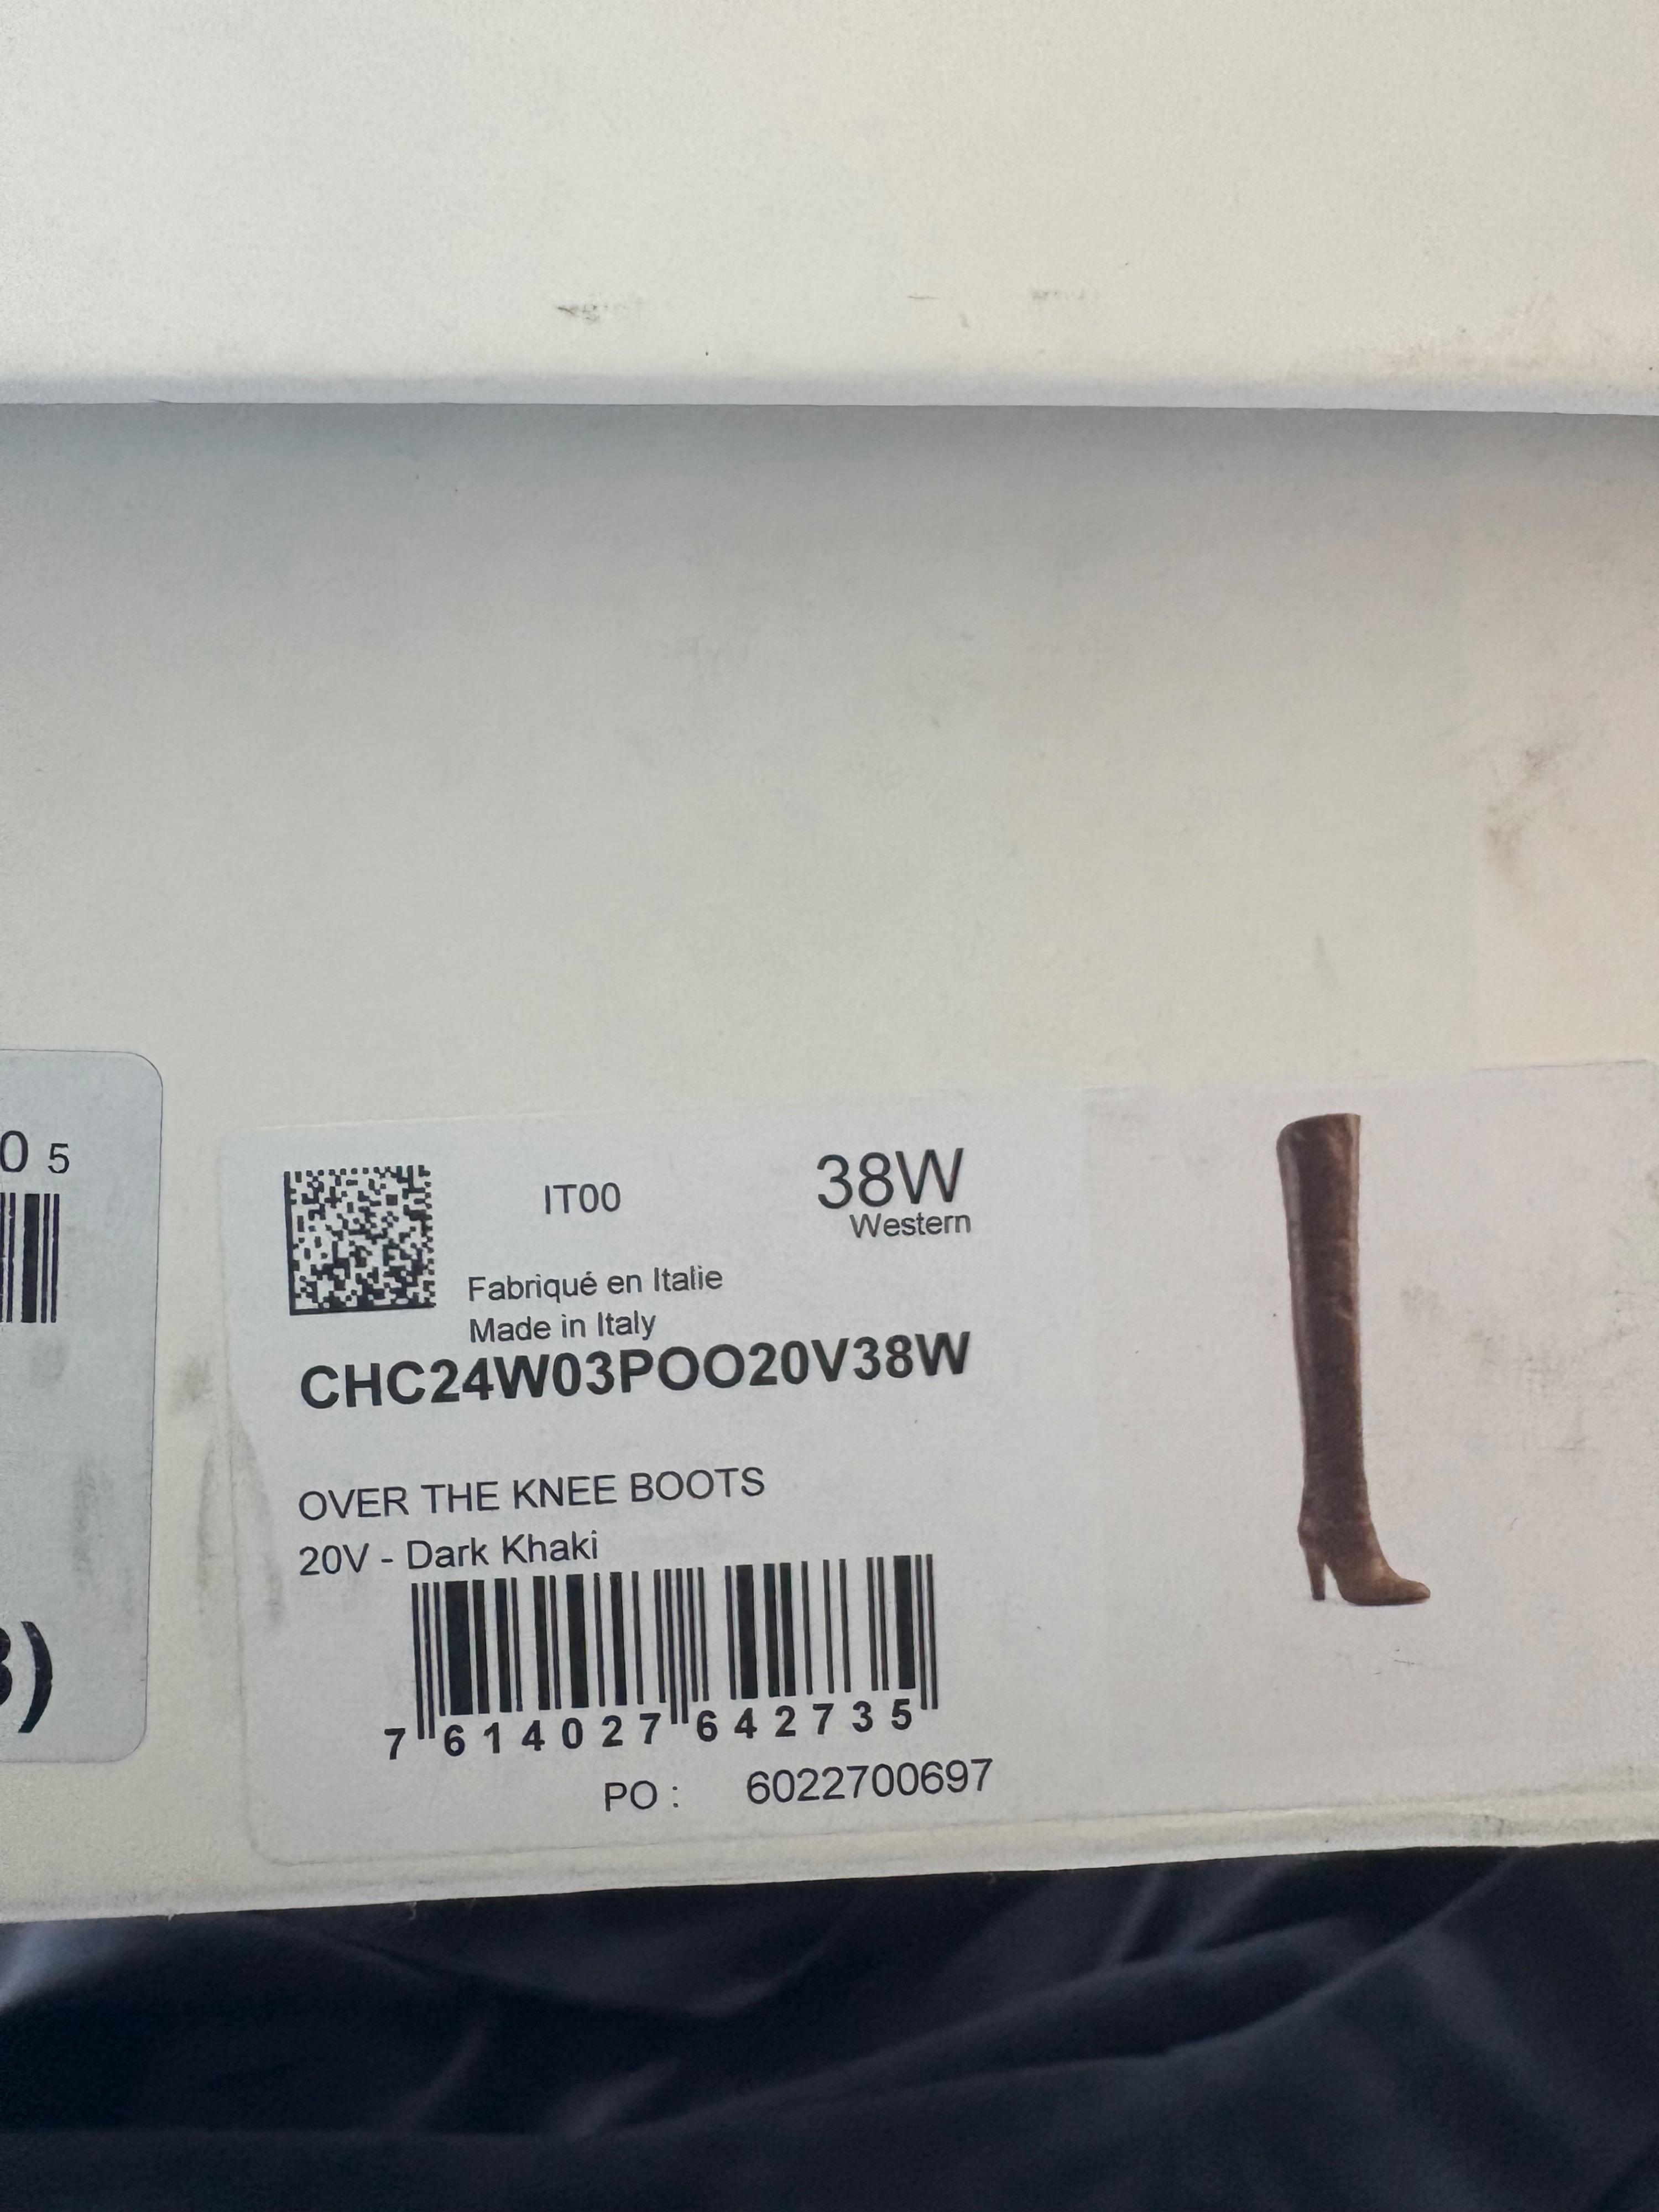 0 5
)
IT00
38W
Western
Fabriqué en Italie
Made in Italy
CHC24W03POO20V38W
OVER THE KNEE BOOTS
20V - Dark Khaki
7 614027 642735
PO : 6022700697